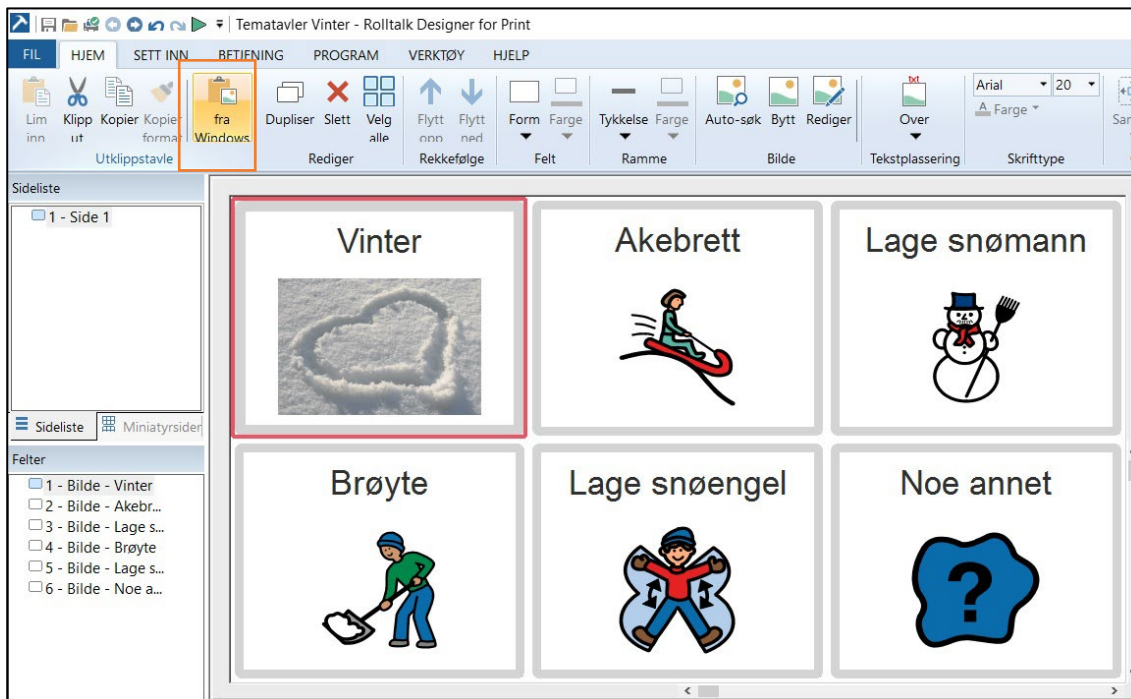 Tematavler Vinter - Rolltalk Designer for Print
FIL HJEM SETT INN BETJENING PROGRAM VERKTØY HELP
Lim inn Klipp ut Kopier Kopier format fra Windows Dupliser Slett Velg alle Flytt opp Flytt ned Form Farge Tykkelse Farge Auto-søk Bytt Rediger txt Over Arial 20 Farge
Utklippstavle Rediger Rekkefølge Felt Ramme Bilde Tekstplassering Skrifttype
Sideliste
1 - Side 1
Sideliste Miniatyrsider
Felter
1 - Bilde - Vinter
2 - Bilde - Akebr...
3 - Bilde - Lage s...
4 - Bilde - Brøyte
5 - Bilde - Lage s...
6 - Bilde - Noe a...
Vinter Akebrett Lage snømann
Brøyte Lage snøengel Noe annet
?